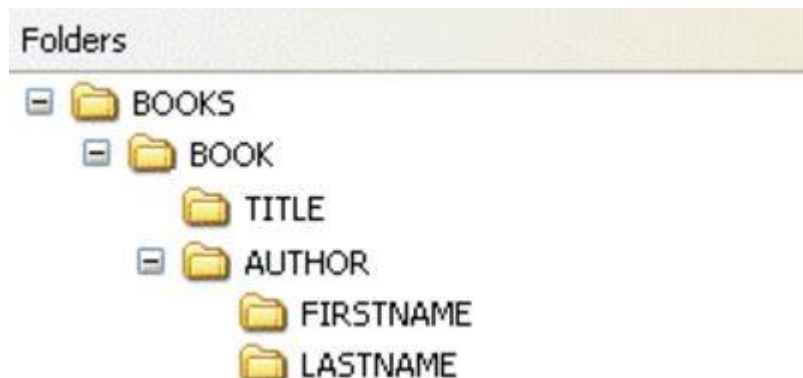 Folders
BOOKS
BOOK
TITLE
AUTHOR
FIRSTNAME
LASTNAME